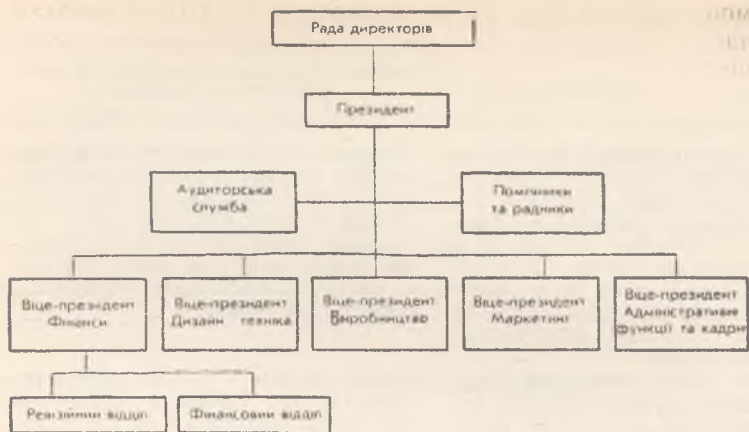 Рада директорів
Президент
Аудиторська
служба
Помічники
та радники
Віце-президент
Фінанси
Віце-президент
Дизайн техніка
Віце-президент
Виробництво
Віце-президент
Маркетинг
Віце-президент
Адміністративні
функції та кадри
Ревізійний відділ
Фінансовий відділ